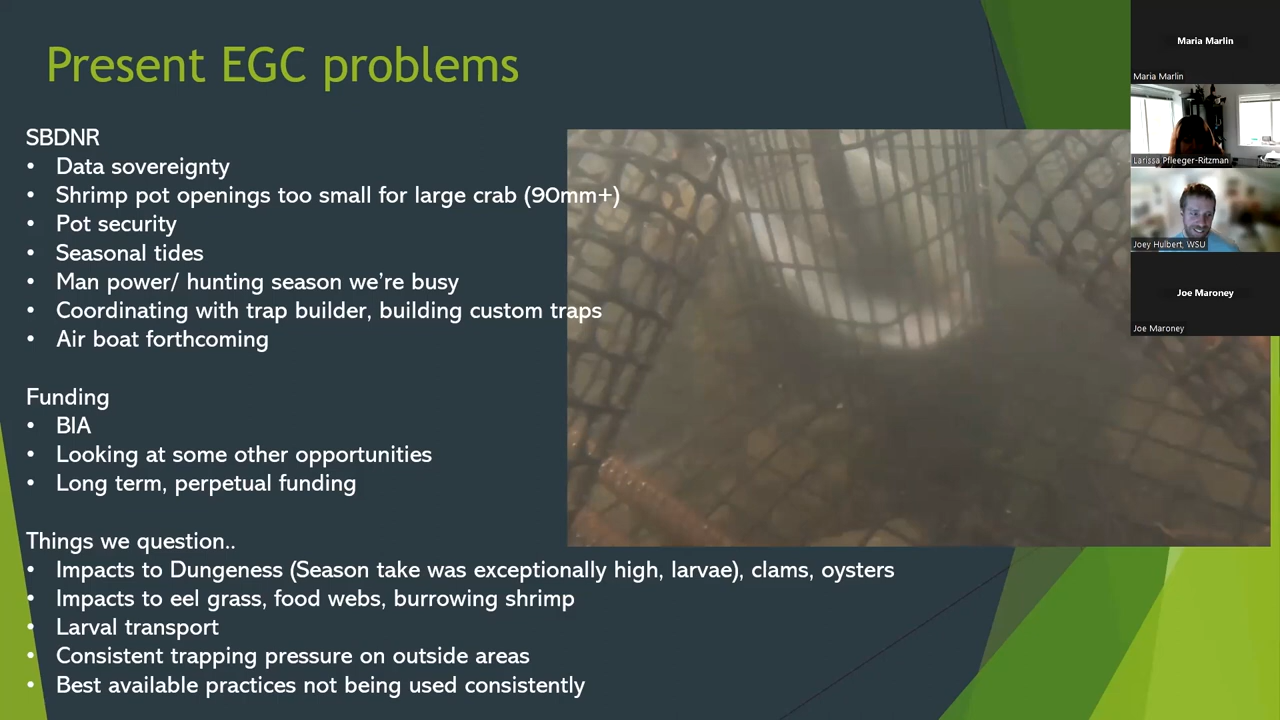 Present EGC problems
SBDNR
• Data sovereignty
• Shrimp pot openings too small for large crab (90mm+)
• Pot security
• Seasonal tides
• Man power/ hunting season we're busy
• Coordinating with trap builder, building custom traps
• Air boat forthcoming
Funding
• BIA
• Looking at some other opportunities
• Long term, perpetual funding
Things we question..
• Impacts to Dungeness (Season take was exceptionally high, larvae), clams, oysters
• Impacts to eel grass, food webs, burrowing shrimp
• Larval transport
• Consistent trapping pressure on outside areas
• Best available practices not being used consistently
Maria Marlin
Maria Marlin
Larissa Pfleeger-Ritzman
Joey Hulbert, WSU
Joe Maroney
Joe Maroney